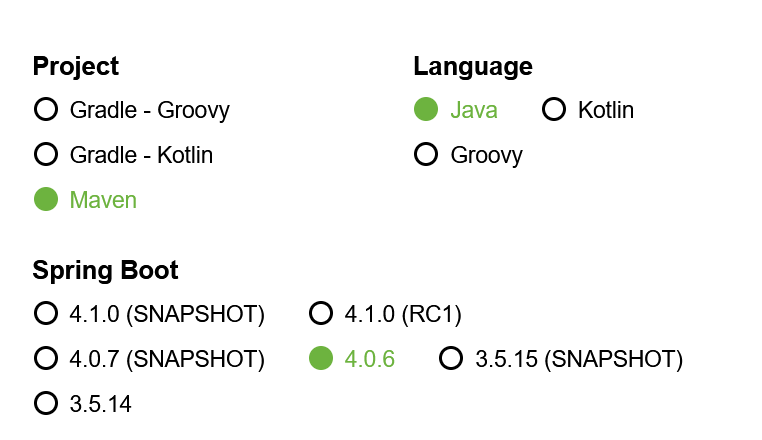 Project
Gradle - Groovy
Gradle - Kotlin
Maven
Language
Java Kotlin
Groovy
Spring Boot
4.1.0 (SNAPSHOT) 4.1.0 (RC1)
4.0.7 (SNAPSHOT) 4.0.6 3.5.15 (SNAPSHOT)
3.5.14